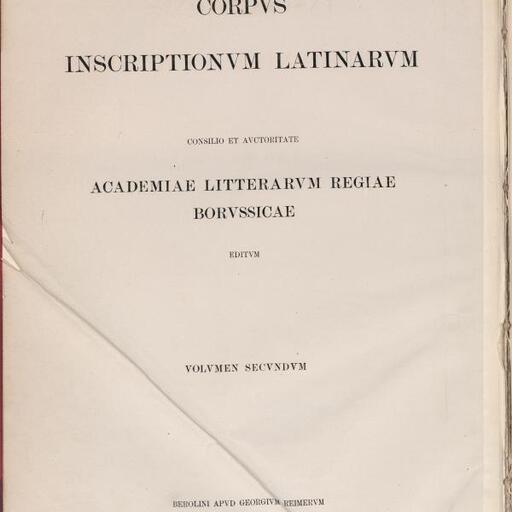 CORPVS
INSCRIPTIONVM LATINARVM
CONSILIO ET AVCTORITATE
ACADEMIAE LITTERARVM REGIAE
BORVSSICAE
EDITVM
VOLVMEN SECVNDVM
BEROLINI APVD GEORGIVM REIMERVM